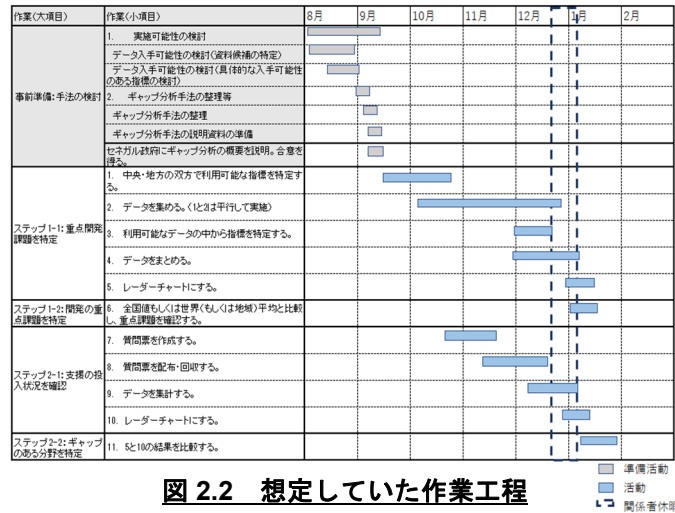 作業(大項目) 作業(小項目) 8月 9月 10月 11月 12月 1月 2月
事前準備:手法の検討
1. 実施可能性の検討
データ入手可能性の検討(資料候補の特定)
データ入手可能性の検討(具体的な入手可能性
のある指標の検討)
2. ギャップ分析手法の整理等
ギャップ分析手法の整理
ギャップ分析手法の説明資料の準備
セネガル政府にギャップ分析の概要を説明。合意を
得る。
ステップ1-1:重点開発
課題を特定
1. 中央・地方の双方で利用可能な指標を特定す
る。
2. データを集める。(1と2は平行して実施)
3. 利用可能なデータの中から指標を特定する。
4. データをまとめる。
5. レーダーチャートにする。
ステップ1-2:開発の重
点課題を特定
6. 全国値もしくは世界(もしくは地域)平均と比較
し、重点課題を確認する。
ステップ2-1:支援の投
入状況を確認
7. 質問票を作成する。
8. 質問票を配布・回収する。
9. データを集計する。
10. レーダーチャートにする。
ステップ2-2:ギャップ
のある分野を特定
11. 5と10の結果を比較する。
準備活動
活動
関係者休暇
図 2.2 想定していた作業工程